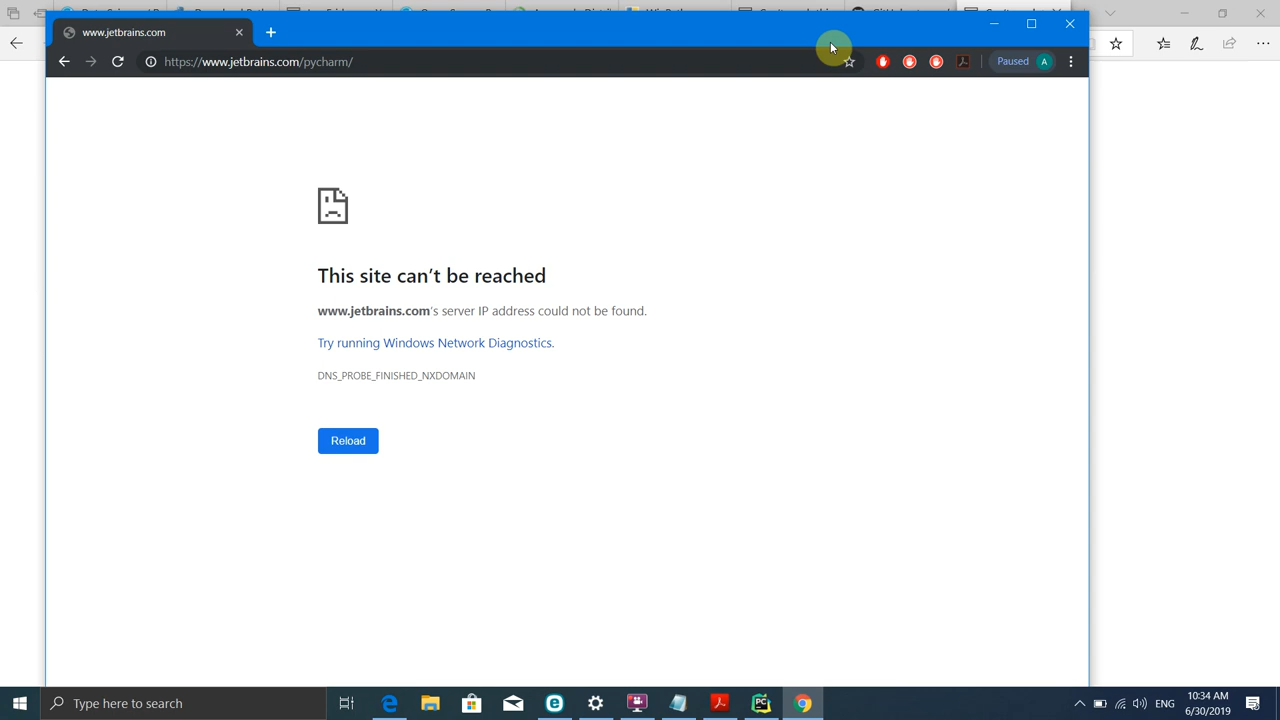 www.jetbrains.com
https://www.jetbrains.com/pycharm/
Paused A
This site can't be reached
www.jetbrains.com's server IP address could not be found.
Try running Windows Network Diagnostics.
DNS_PROBE_FINISHED_NXDOMAIN
Reload
Type here to search
ENG
10:34 AM
6/30/2019